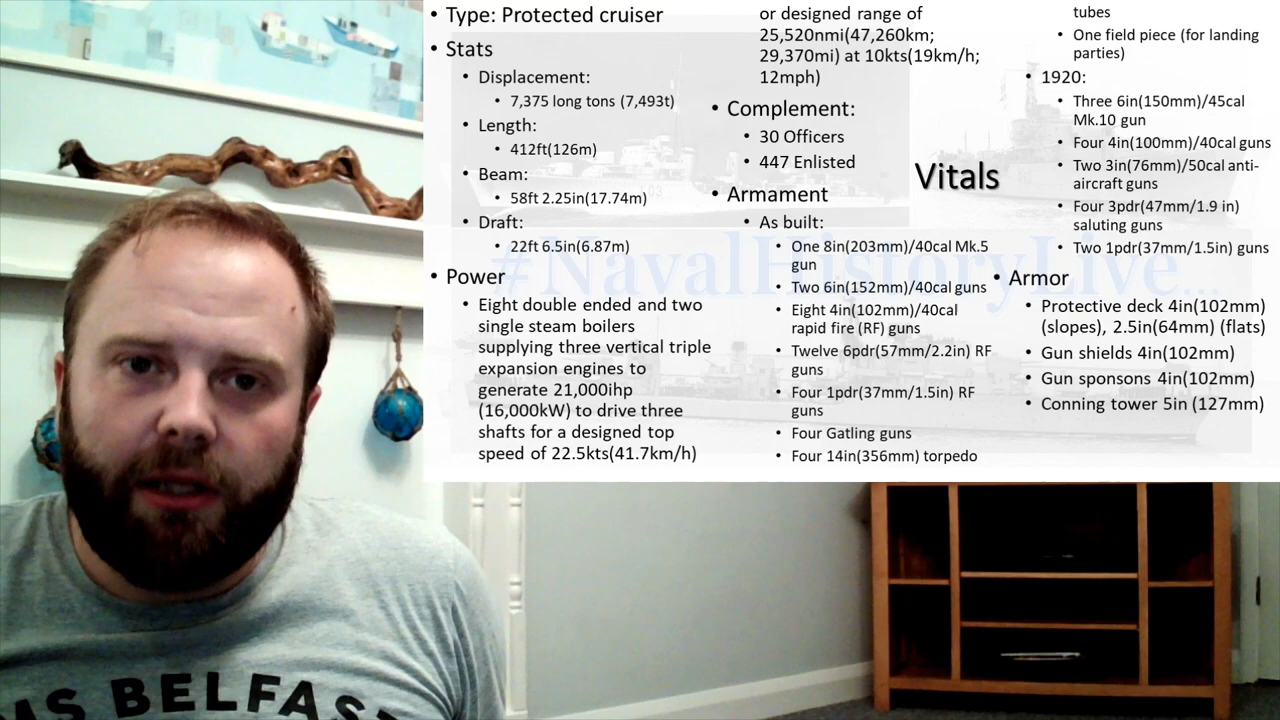 • Type: Protected cruiser
• Stats
• Displacement:
• 7,375 long tons (7,493t)
• Length:
• 412ft(126m)
• Beam:
• 58ft 2.25in(17.74m)
• Draft:
• 22ft 6.5in(6.87m)
• Power
• Eight double ended and two
single steam boilers
supplying three vertical triple
expansion engines to
generate 21,000ihp
(16,000kW) to drive three
shafts for a designed top
speed of 22.5kts(41.7km/h)
or designed range of
25,520nmi(47,260km;
29,370mi) at 10kts(19km/h;
12mph)
• Complement:
• 30 Officers
• 447 Enlisted
• Armament
• As built:
• One 8in(203mm)/40cal Mk.5
gun
• Two 6in(152mm)/40cal guns
• Eight 4in(102mm)/40cal
rapid fire (RF) guns
• Twelve 6pdr(57mm/2.2in) RF
guns
• Four 1pdr(37mm/1.5in) RF
guns
• Four Gatling guns
• Four 14in(356mm) torpedo
tubes
• One field piece (for landing
parties)
• 1920:
• Three 6in(150mm)/45cal
Mk.10 gun
• Four 4in(100mm)/40cal guns
• Two 3in(76mm)/50cal anti-
aircraft guns
• Four 3pdr(47mm/1.9 in)
saluting guns
• Two 1pdr(37mm/1.5in) guns
• Armor
• Protective deck 4in(102mm)
(slopes), 2.5in(64mm) (flats)
• Gun shields 4in(102mm)
• Gun sponsons 4in(102mm)
• Conning tower 5in (127mm)
Vitals
#NavalHistoryLive...
MS BELFAST